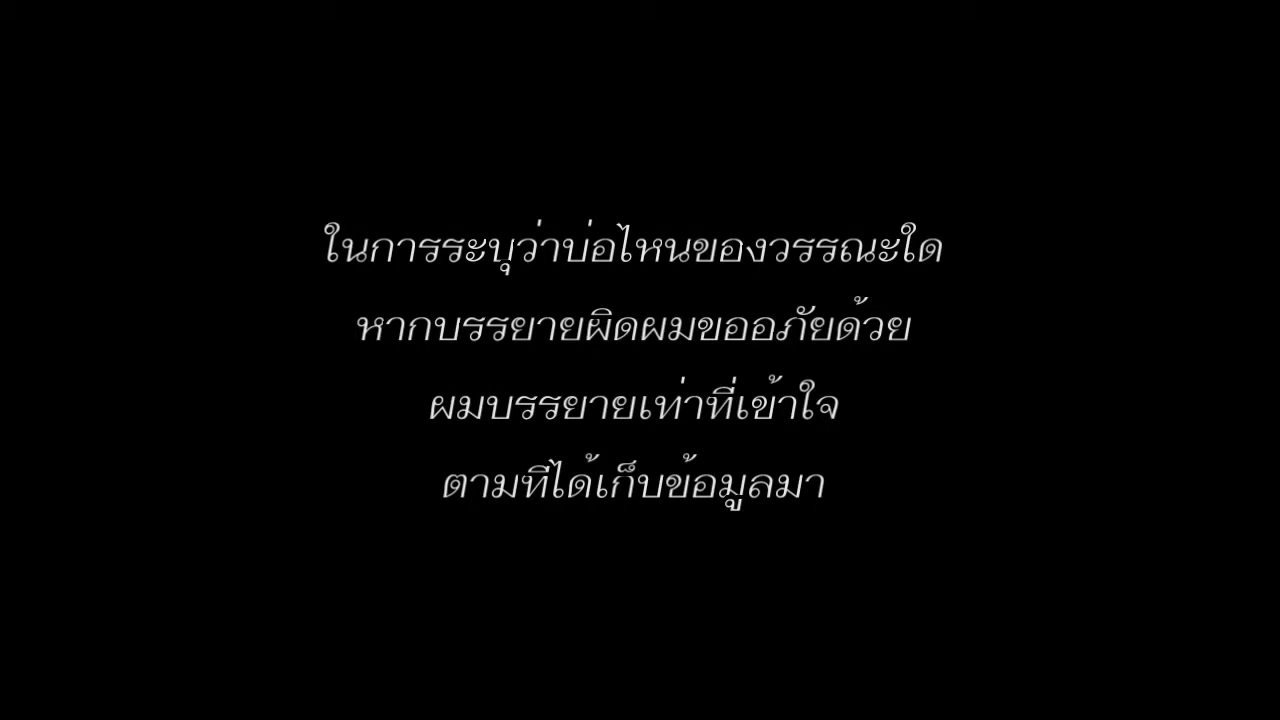 ในการระบุว่าบ่อไหนของวรรณะใด
หากบรรยายผิดผมขออภัยด้วย
ผมบรรยายเท่าที่เข้าใจ
ตามทีได้เก็บข้อมูลมา